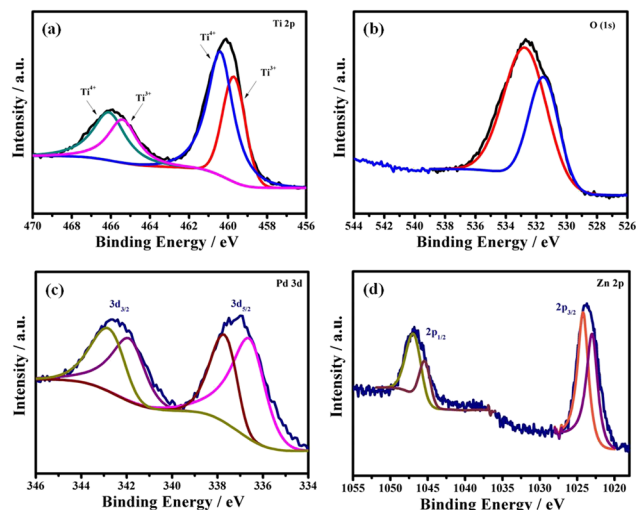 (a)
Ti 2p
Ti4+
Ti3+
Ti4+
Ti3+
Intensity / a.u.
470 468 466 464 462 460 458 456
Binding Energy / eV
(b)
O (1s)
Intensity / a.u.
544 542 540 538 536 534 532 530 528 526
Binding Energy / eV
(c)
Pd 3d
3d3/2
3d5/2
Intensity / a.u.
346 344 342 340 338 336 334
Binding Energy / eV
(d)
Zn 2p
2p3/2
2p1/2
Intensity / a.u.
1055 1050 1045 1040 1035 1030 1025 1020
Binding Energy / eV